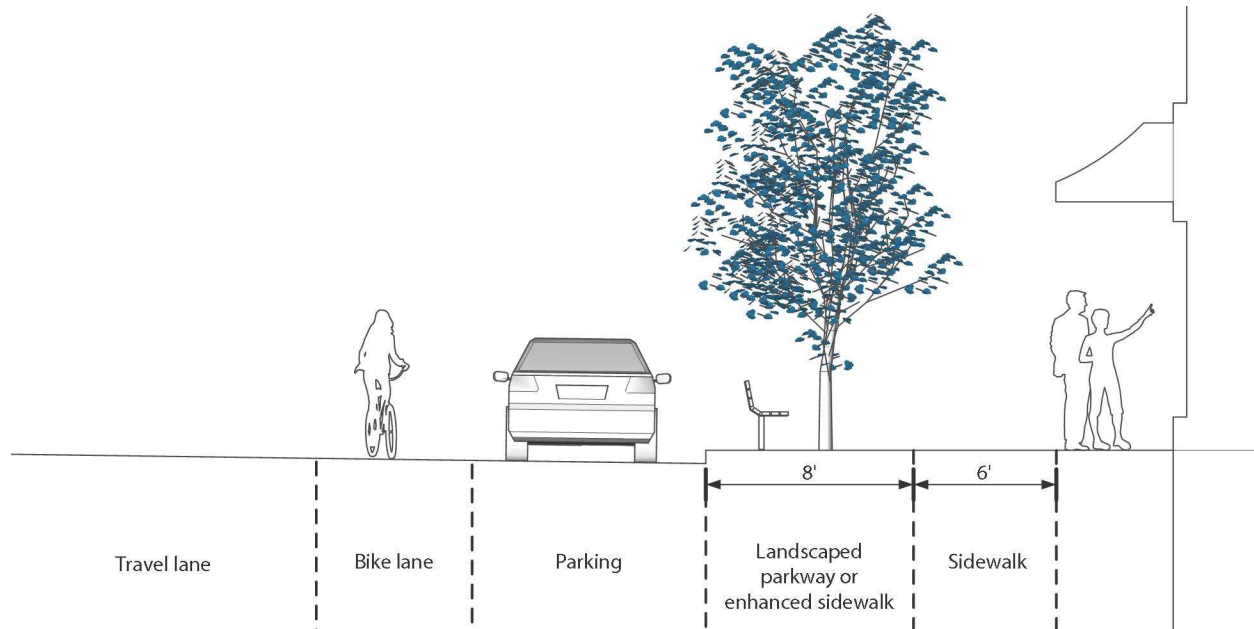 8'
6'
Travel lane
Bike lane
Parking
Landscaped
parkway or
enhanced sidewalk
Sidewalk